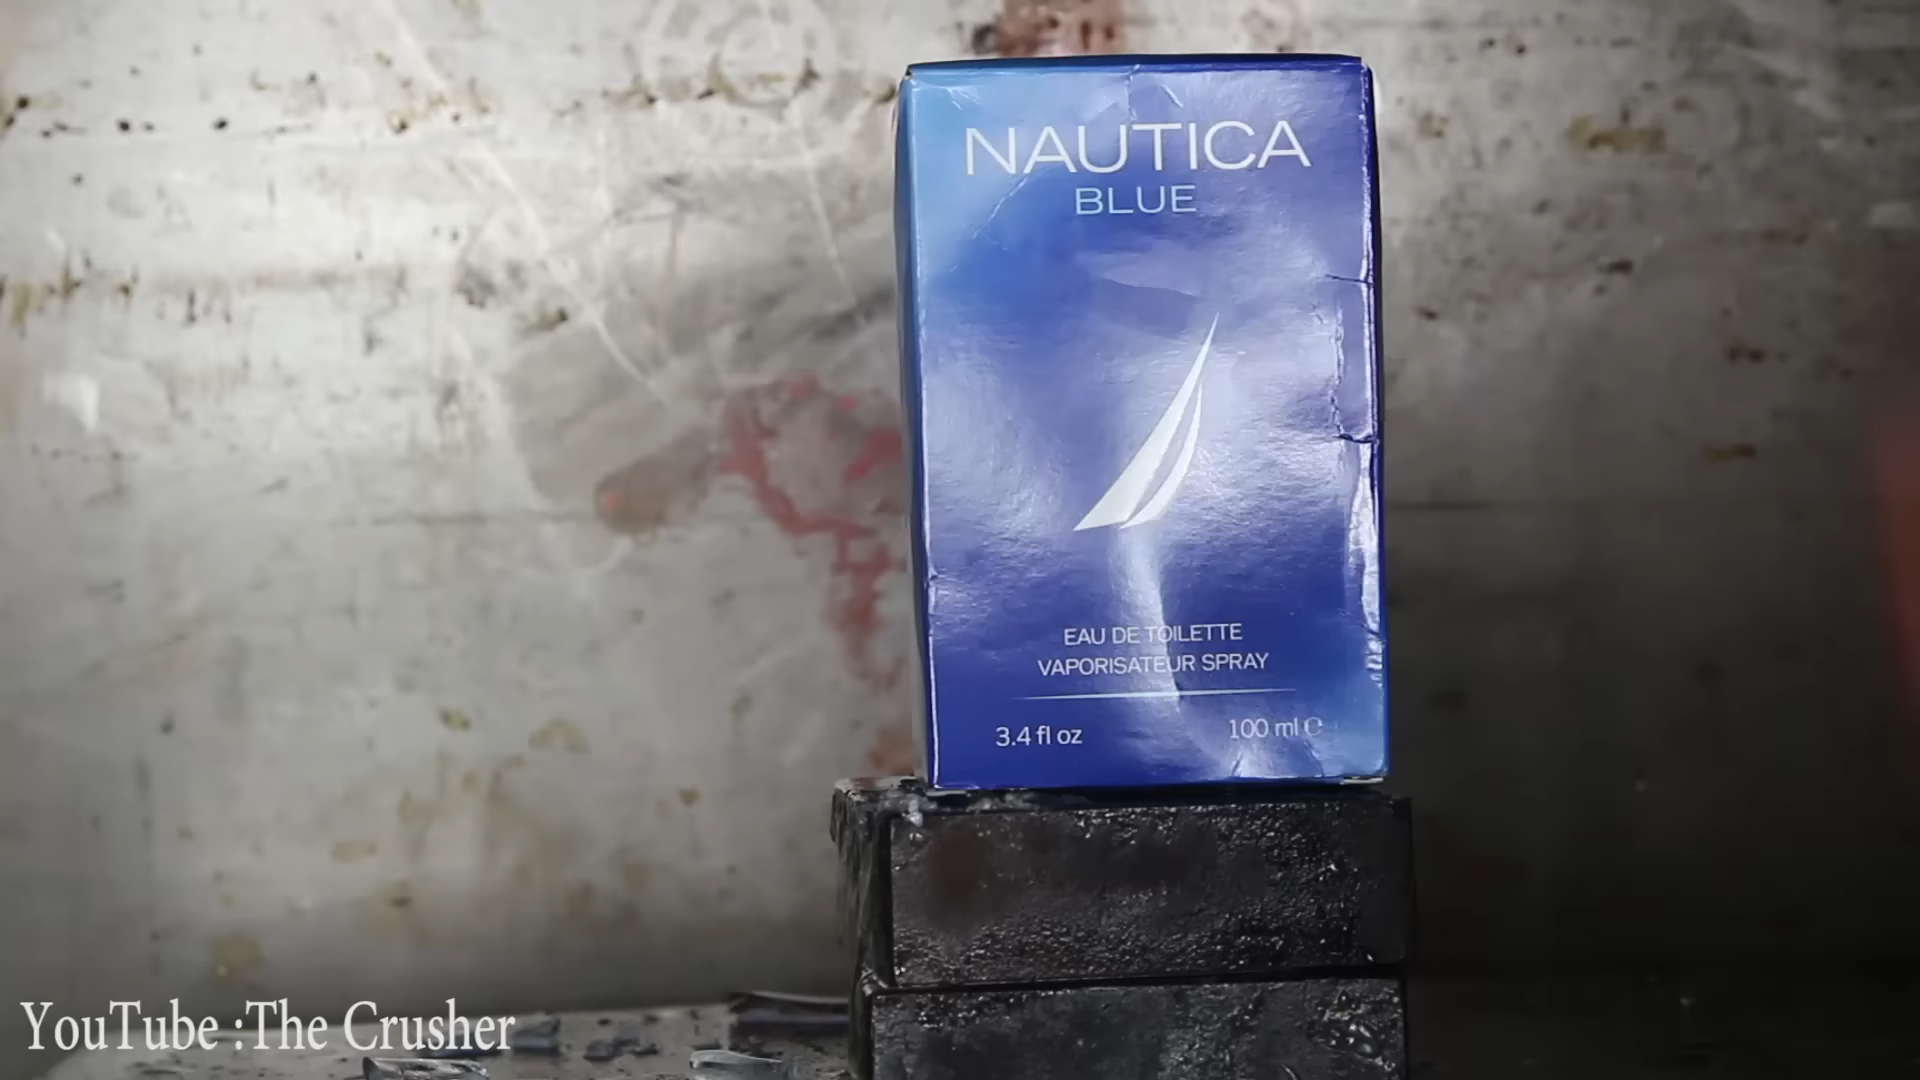 NAUTICA
BLUE
EAU DE TOILETTE
VAPORISATEUR SPRAY
3.4 fl oz
100 ml ℮
YouTube :The Crusher